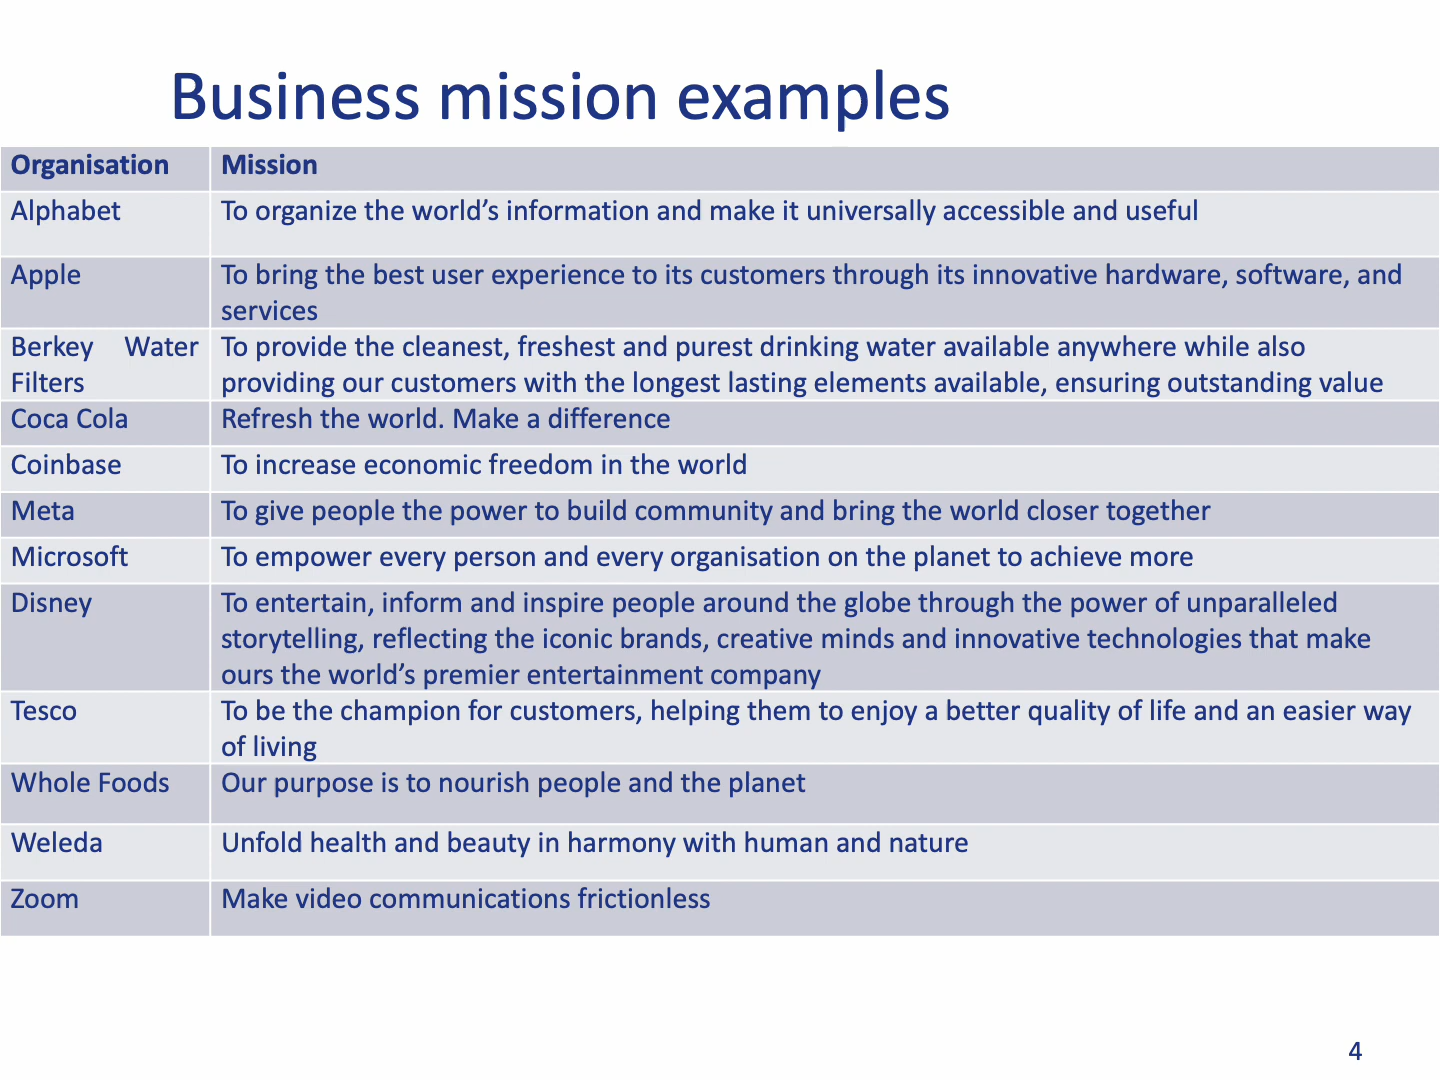 Business mission examples
Organisation Mission
Alphabet To organize the world’s information and make it universally accessible and useful
Apple To bring the best user experience to its customers through its innovative hardware, software, and
services
Berkey Water To provide the cleanest, freshest and purest drinking water available anywhere while also
Filters providing our customers with the longest lasting elements available, ensuring outstanding value
Coca Cola Refresh the world. Make a difference
Coinbase To increase economic freedom in the world
Meta To give people the power to build community and bring the world closer together
Microsoft To empower every person and every organisation on the planet to achieve more
Disney To entertain, inform and inspire people around the globe through the power of unparalleled
storytelling, reflecting the iconic brands, creative minds and innovative technologies that make
ours the world’s premier entertainment company
Tesco To be the champion for customers, helping them to enjoy a better quality of life and an easier way
of living
Whole Foods Our purpose is to nourish people and the planet
Weleda Unfold health and beauty in harmony with human and nature
Zoom Make video communications frictionless
4